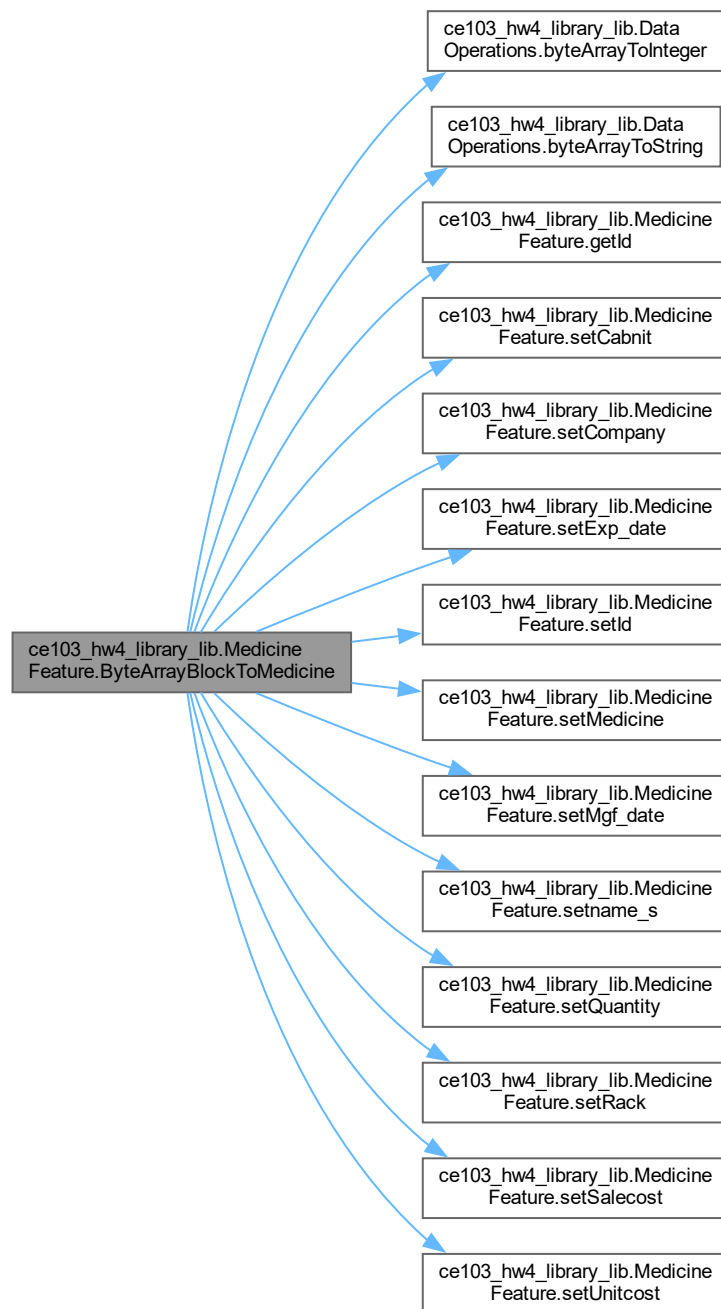 ce103_hw4_library_lib.Data
Operations.byteArrayToInteger
ce103_hw4_library_lib.Data
Operations.byteArrayToString
ce103_hw4_library_lib.Medicine
Feature.getId
ce103_hw4_library_lib.Medicine
Feature.setCabnit
ce103_hw4_library_lib.Medicine
Feature.setCompany
ce103_hw4_library_lib.Medicine
Feature.setExp_date
ce103_hw4_library_lib.Medicine
Feature.setId
ce103_hw4_library_lib.Medicine
Feature.ByteArrayBlockToMedicine
ce103_hw4_library_lib.Medicine
Feature.setMedicine
ce103_hw4_library_lib.Medicine
Feature.setMgf_date
ce103_hw4_library_lib.Medicine
Feature.setname_s
ce103_hw4_library_lib.Medicine
Feature.setQuantity
ce103_hw4_library_lib.Medicine
Feature.setRack
ce103_hw4_library_lib.Medicine
Feature.setSalecost
ce103_hw4_library_lib.Medicine
Feature.setUnitcost